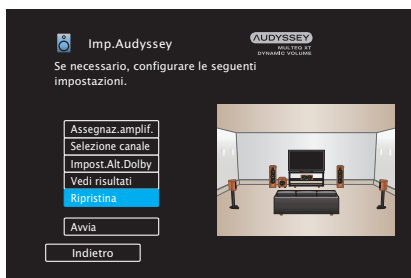 Imp.Audyssey
AUDYSSEY
MULTEQ XT
DYNAMIC VOLUME
Se necessario, configurare le seguenti
impostazioni.
Assegnaz.amplif.
Selezione canale
Impost.Alt.Dolby
Vedi risultati
Ripristina
Avvia
Indietro